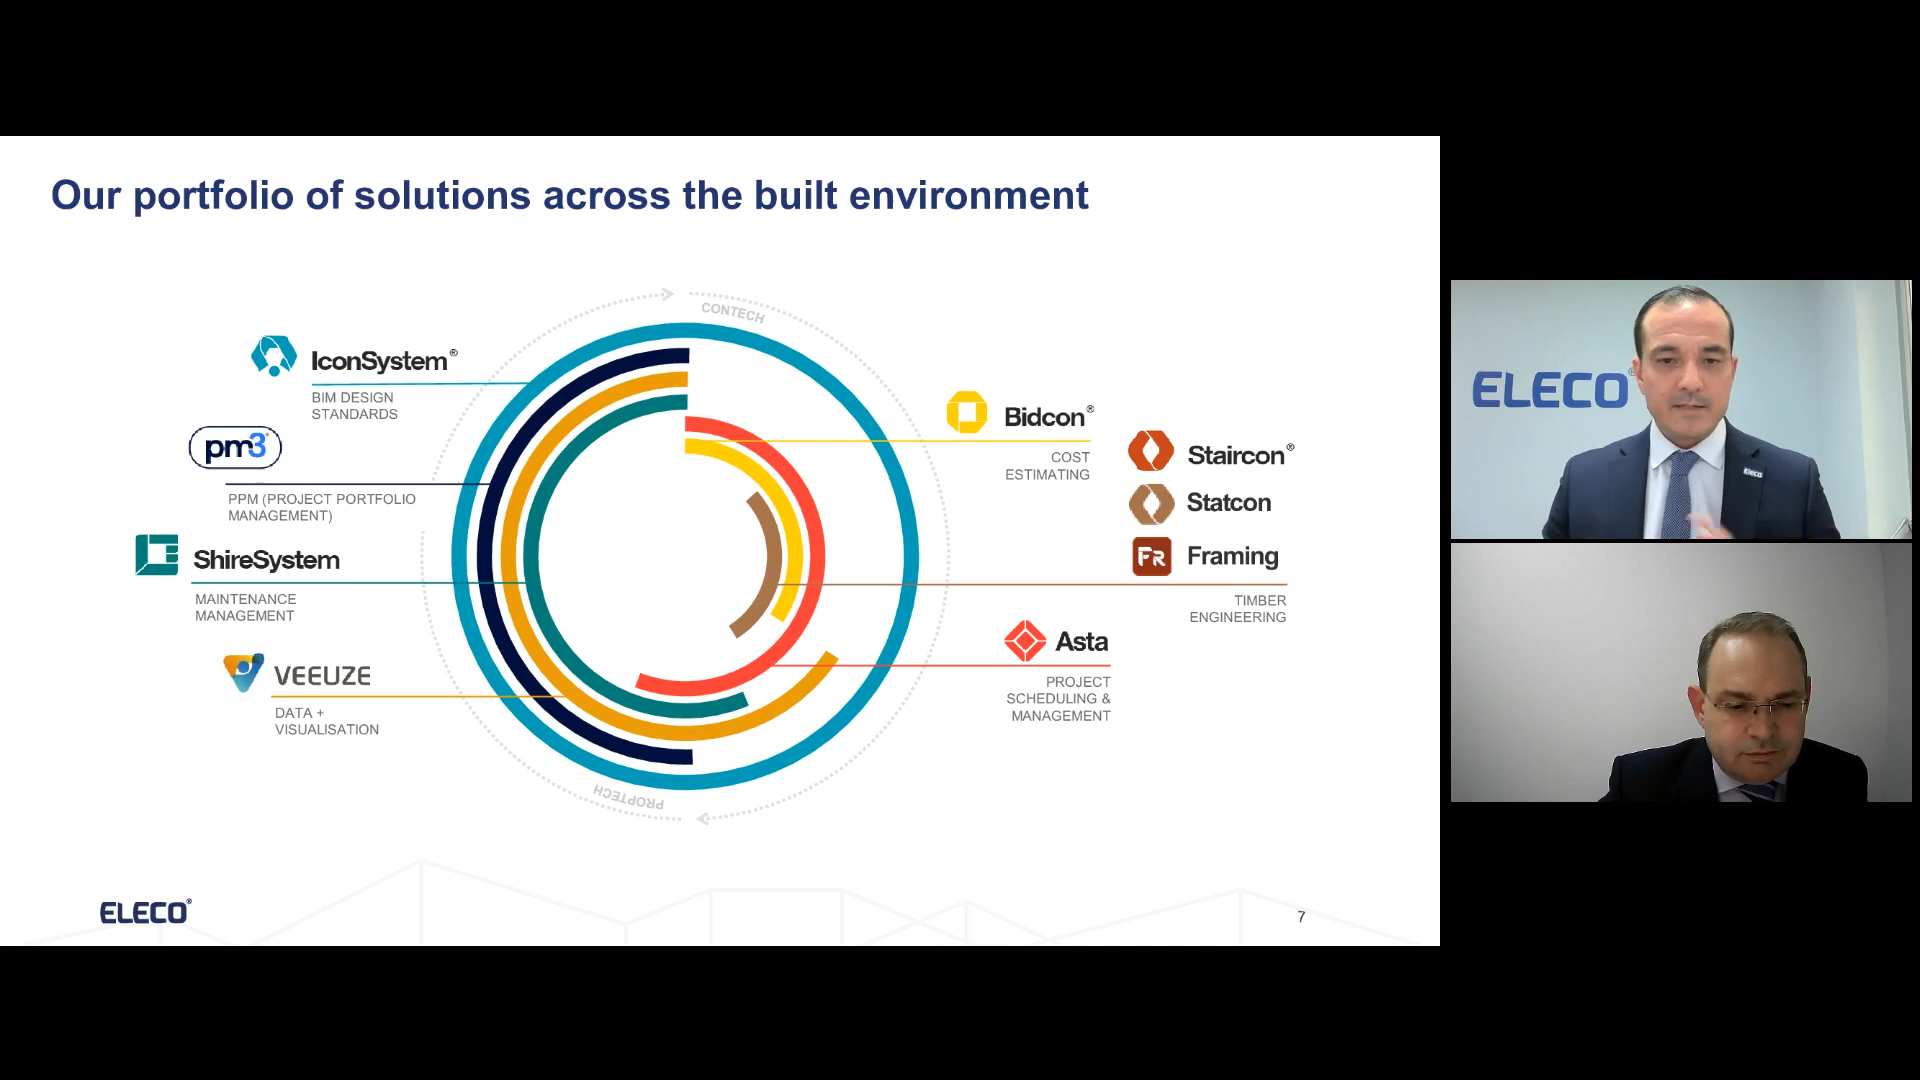 Our portfolio of solutions across the built environment
CONTECH
IconSystem®
BIM DESIGN
STANDARDS
pm3
PPM (PROJECT PORTFOLIO
MANAGEMENT)
ShireSystem
MAINTENANCE
MANAGEMENT
VEEUZE
DATA +
VISUALISATION
Bidcon®
COST
ESTIMATING
Staircon®
Statcon
FR Framing
TIMBER
ENGINEERING
Asta
PROJECT
SCHEDULING &
MANAGEMENT
PROPTECH
ELECO®
7
ELECO®
Eleco